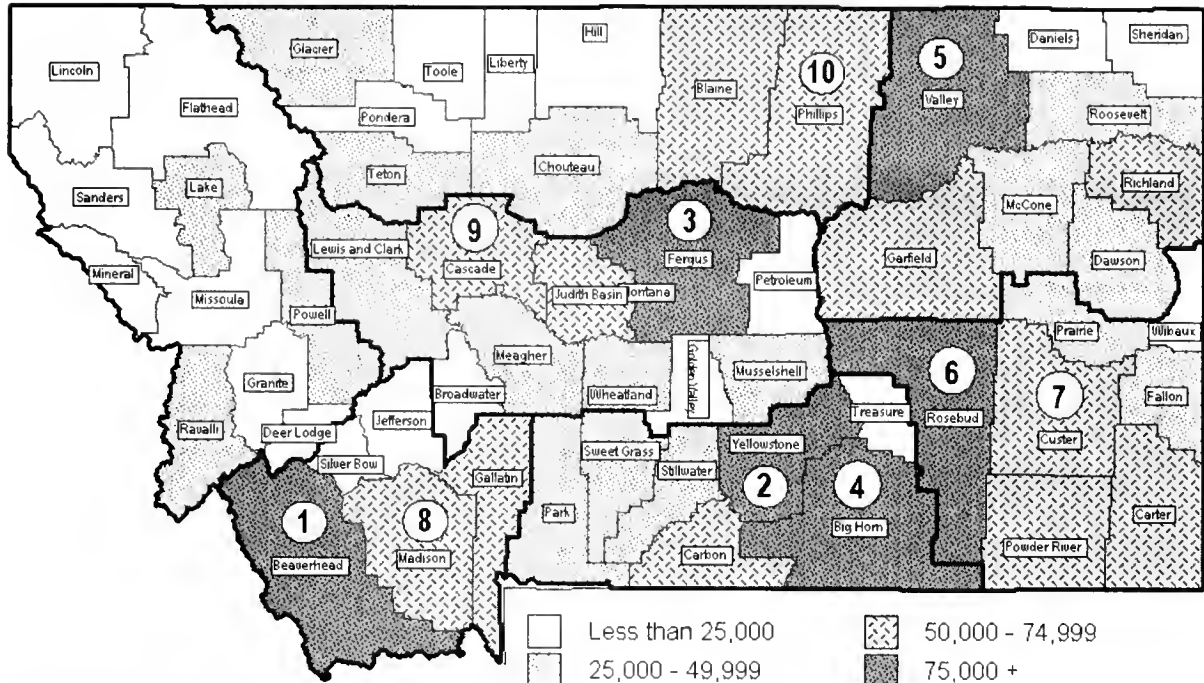 Lincoln
Flathead
Glacier
Toole
Liberty
Hill
Blaine
10
Phillips
5
Valley
Daniels
Sheridan
Roosevelt
Pondera
Teton
Chouteau
Sanders
Lake
Richland
McCone
Lewis and Clark
9
Cascade
3
Fergus
Judith Basin
ontana
Petroleum
Garfield
Dawson
Mineral
Missoula
Powell
Meagher
Wheatland
Golden Valley
Musselshell
Prairie
Wibaux
Granite
Broadwater
Jefferson
6
Rosebud
Treasure
7
Custer
Fallon
Ravalli
Deer Lodge
Silver Bow
Gallatin
Sweet Grass
Stillwater
Yellowstone
2
4
Big Horn
Park
Carbon
Powder River
Carter
1
Beaverhead
8
Madison
Less than 25,000
25,000 - 49,999
50,000 - 74,999
75,000 +